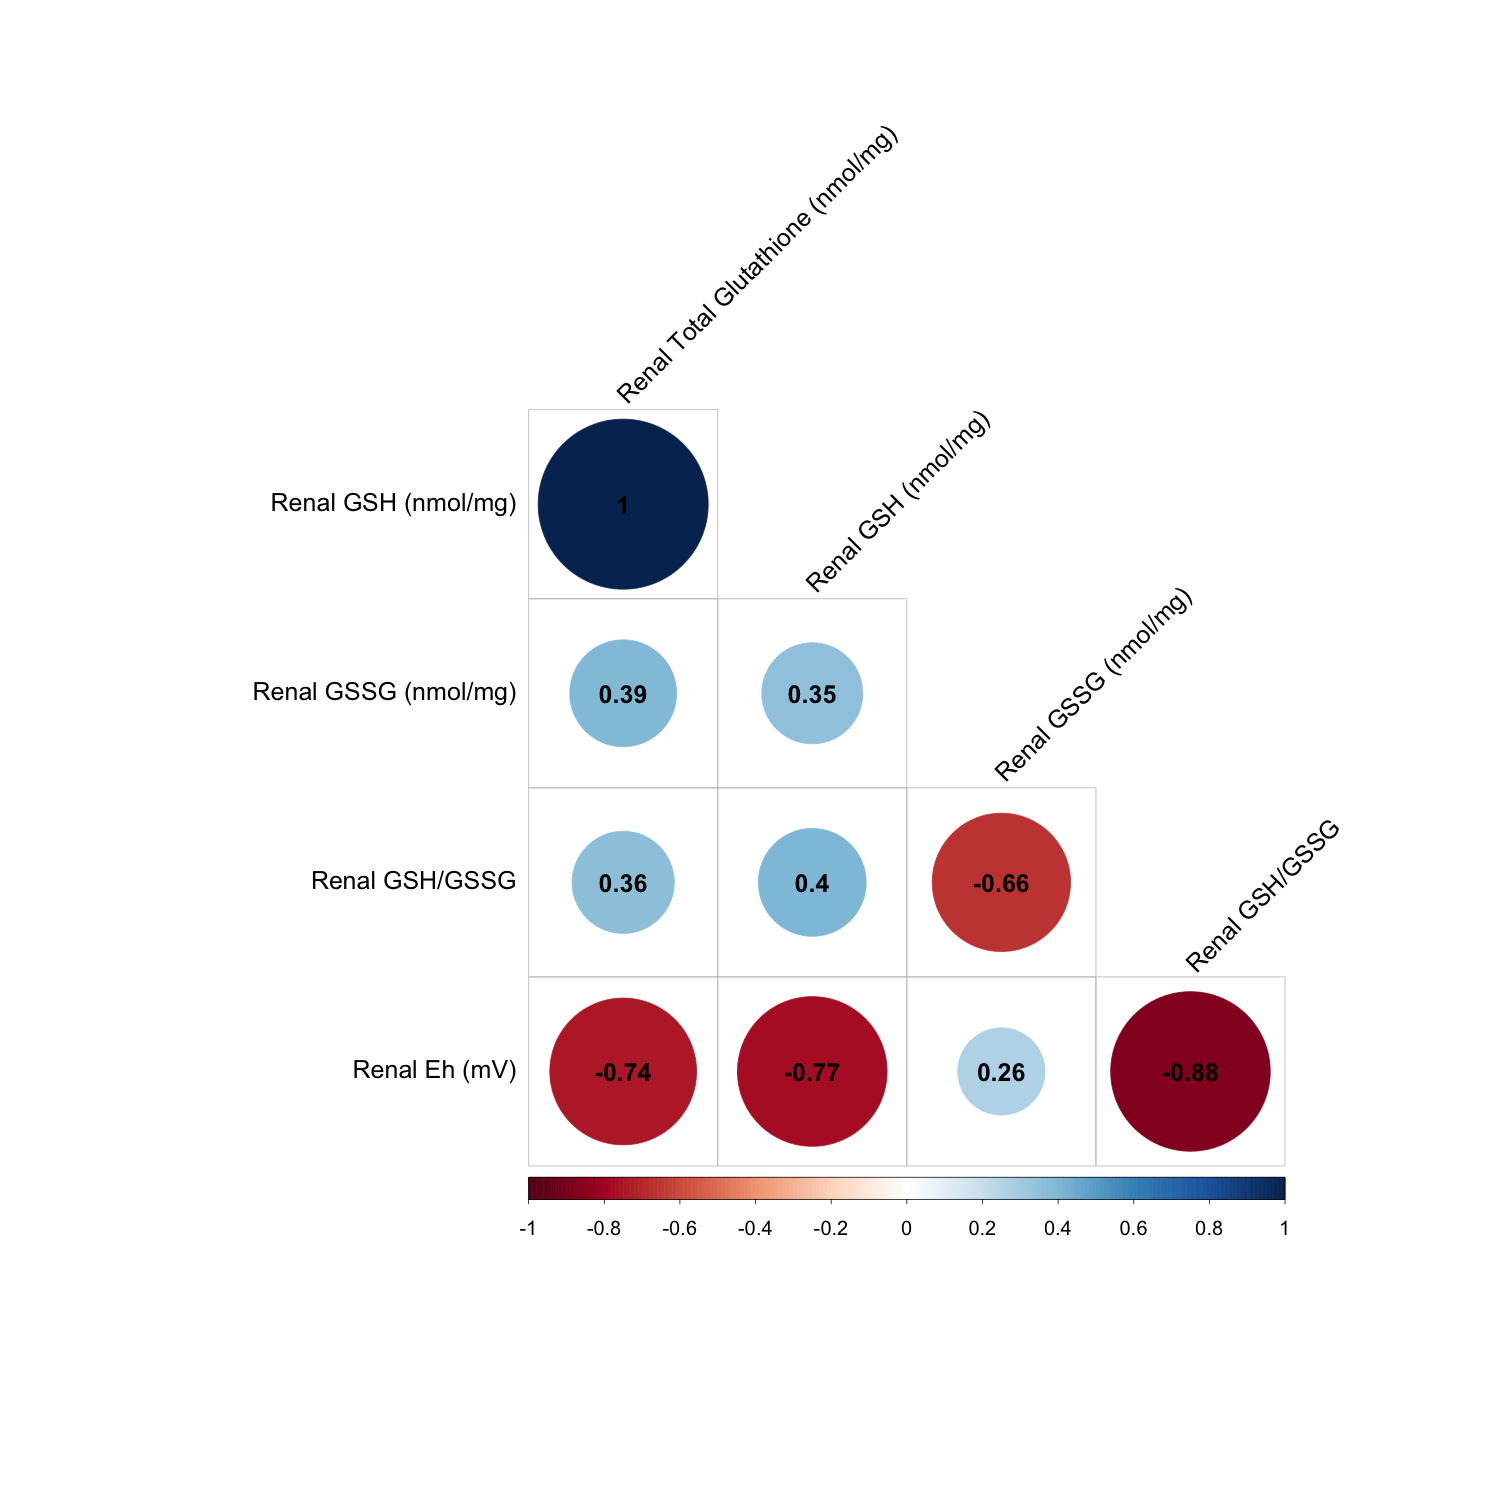 Renal Total Glutathione (nmol/mg)
Renal GSH (nmol/mg)
Renal GSSG (nmol/mg)
Renal GSH/GSSG
Renal GSH (nmol/mg) 1
Renal GSSG (nmol/mg) 0.39 0.35
Renal GSH/GSSG 0.36 0.4 -0.66
Renal Eh (mV) -0.74 -0.77 0.26 -0.88
-1 -0.8 -0.6 -0.4 -0.2 0 0.2 0.4 0.6 0.8 1